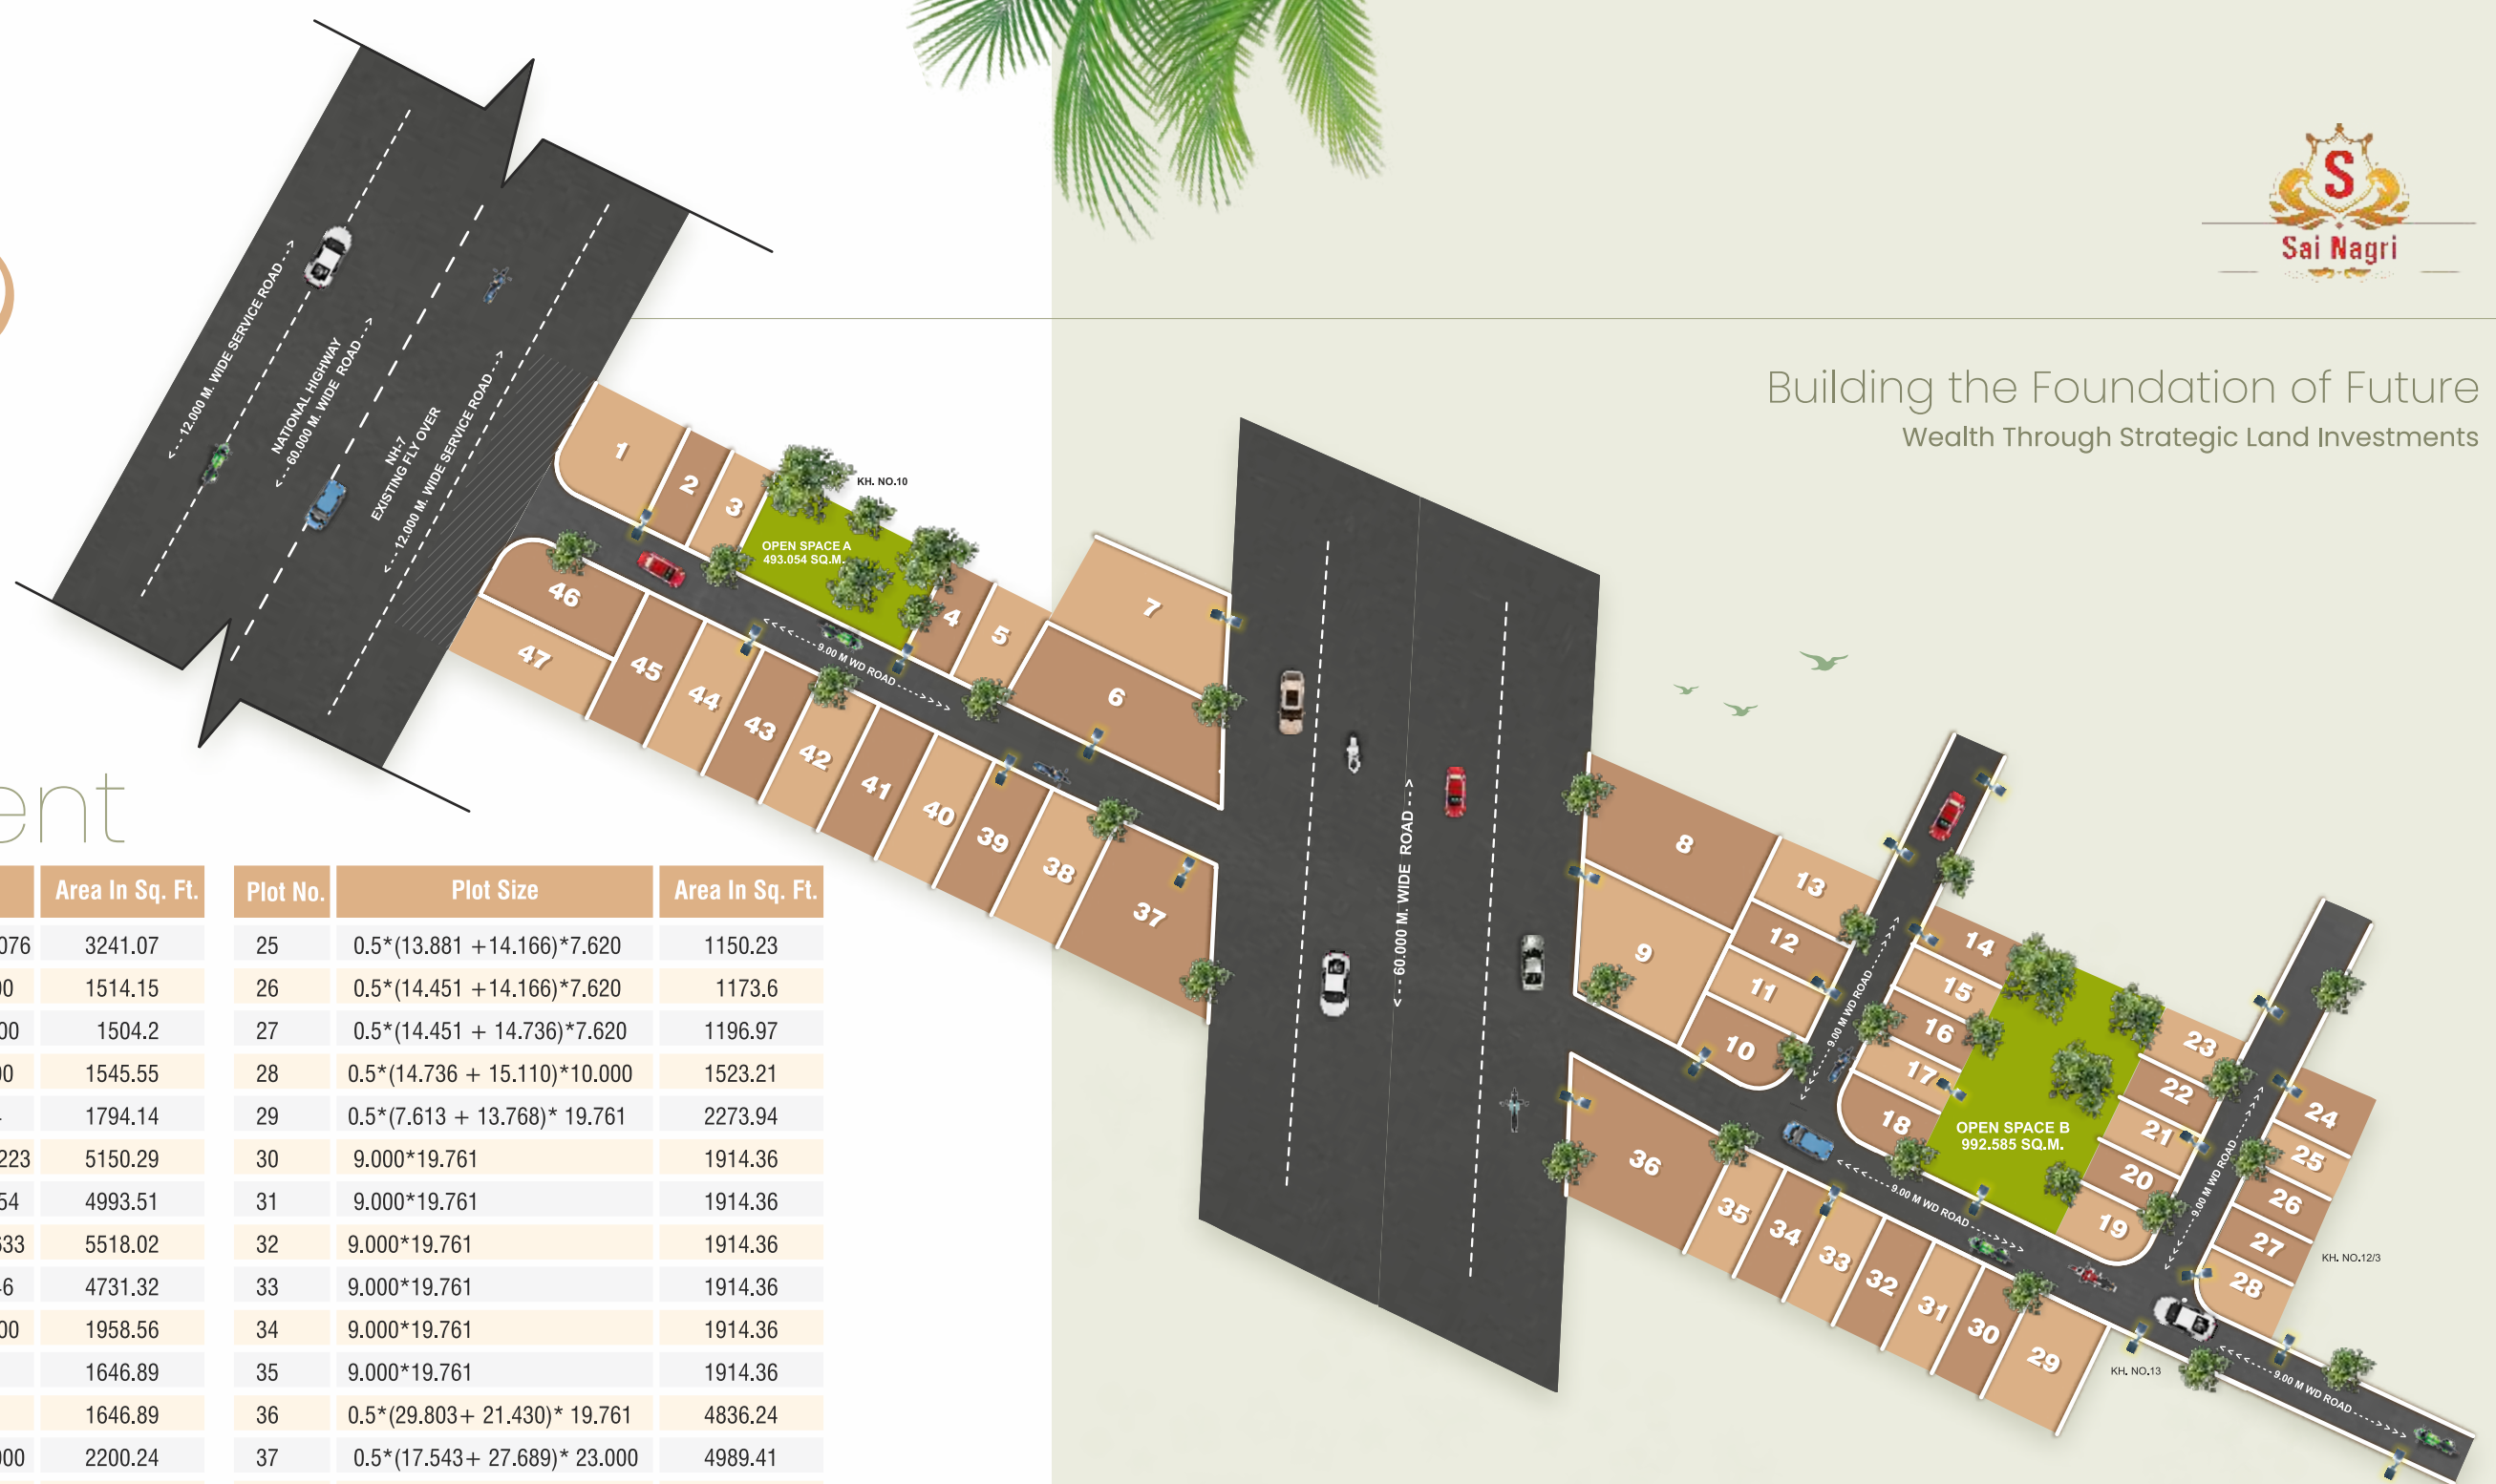 S
Sai Nagri
Building the Foundation of Future
Wealth Through Strategic Land Investments
<---12.000 M. WIDE SERVICE ROAD--->
NATIONAL HIGHWAY
<---60.000 M. WIDE ROAD--->
NH-7
EXISTING FLY OVER
<---12.000 M. WIDE SERVICE ROAD--->
1
2
3
KH. NO.10
OPEN SPACE A
493.054 SQ.M.
4
5
7
6
46
47
45
44
43
42
41
40
39
38
37
<<<<-----9.00 M WD ROAD----->>>>
<---60.000 M. WIDE ROAD--->
8
9
13
12
11
10
<<<<-----9.00 M WD ROAD----->>>>
14
15
16
17
18
OPEN SPACE B
992.585 SQ.M.
23
22
21
20
19
<<<<-----9.00 M WD ROAD----->>>>
24
25
26
27
28
KH. NO.12/3
36
35
34
33
32
31
30
29
<<<<-----9.00 M WD ROAD----->>>>
KH. NO.13
<<<<-----9.00 M WD ROAD----->>>>
ent
Area In Sq. Ft. Plot No. Plot Size Area In Sq. Ft.
076 3241.07 25 0.5*(13.881 +14.166)*7.620 1150.23
00 1514.15 26 0.5*(14.451 +14.166)*7.620 1173.6
00 1504.2 27 0.5*(14.451 + 14.736)*7.620 1196.97
00 1545.55 28 0.5*(14.736 + 15.110)*10.000 1523.21
1794.14 29 0.5*(7.613 + 13.768)* 19.761 2273.94
223 5150.29 30 9.000*19.761 1914.36
54 4993.51 31 9.000*19.761 1914.36
633 5518.02 32 9.000*19.761 1914.36
6 4731.32 33 9.000*19.761 1914.36
00 1958.56 34 9.000*19.761 1914.36
1646.89 35 9.000*19.761 1914.36
1646.89 36 0.5*(29.803+ 21.430)* 19.761 4836.24
000 2200.24 37 0.5*(17.543+ 27.689)* 23.000 4989.41